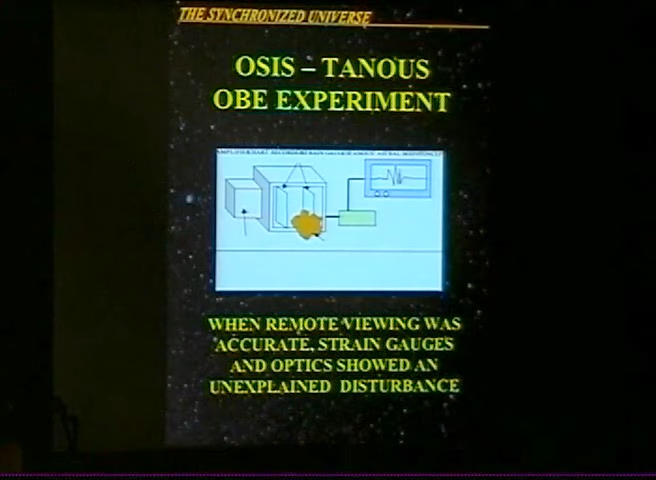 THE SYNCHRONIZED UNIVERSE
OSIS – TANOUS
OBE EXPERIMENT
WHEN REMOTE VIEWING WAS
ACCURATE, STRAIN GAUGES
AND OPTICS SHOWED AN
UNEXPLAINED DISTURBANCE